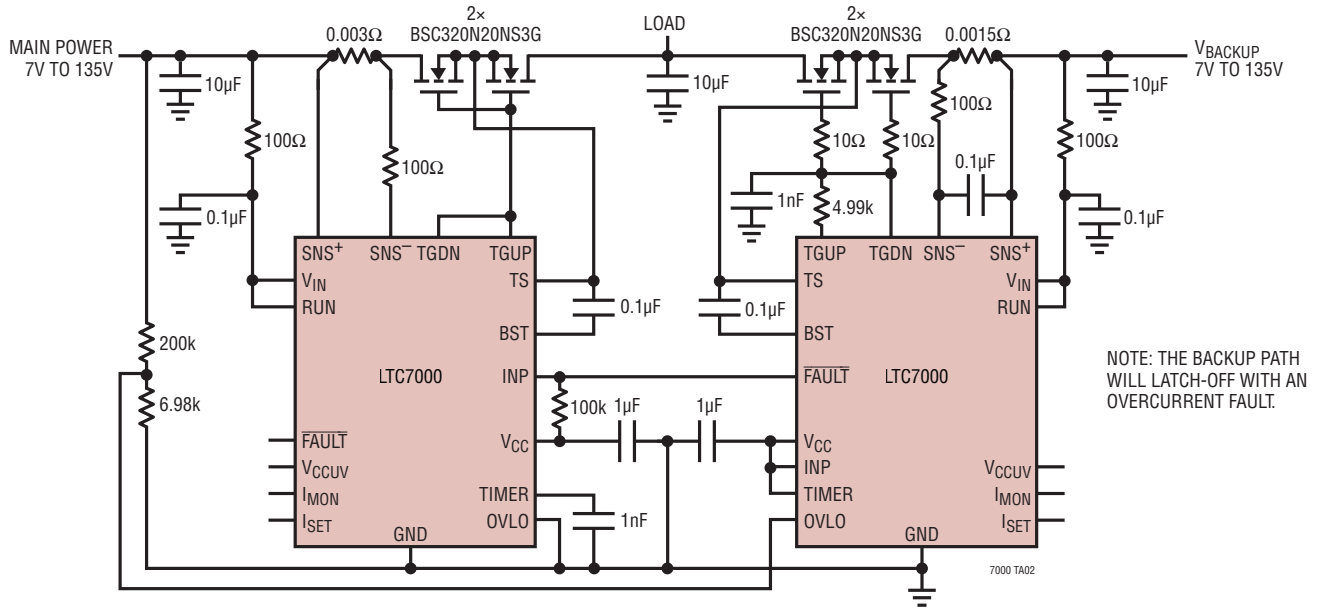 MAIN POWER
7V TO 135V
10µF
100Ω
0.1µF
200k
6.98k
0.003Ω
100Ω
2×
BSC320N20NS3G
LOAD
10µF
2×
BSC320N20NS3G
0.0015Ω
VBACKUP
7V TO 135V
10µF
100Ω
0.1µF
100Ω
0.1µF
10Ω
10Ω
1nF
4.99k
SNS+
SNS–
TGDN
TGUP
VIN
RUN
TS
BST
LTC7000
INP
FAULT
VCCUV
IMON
ISET
VCC
TIMER
OVLO
GND
0.1µF
100k
1µF
1µF
1nF
0.1µF
TGUP
TGDN
SNS–
SNS+
TS
VIN
RUN
BST
FAULT
LTC7000
VCC
INP
TIMER
OVLO
VCCUV
IMON
ISET
GND
NOTE: THE BACKUP PATH
WILL LATCH-OFF WITH AN
OVERCURRENT FAULT.
7000 TA02